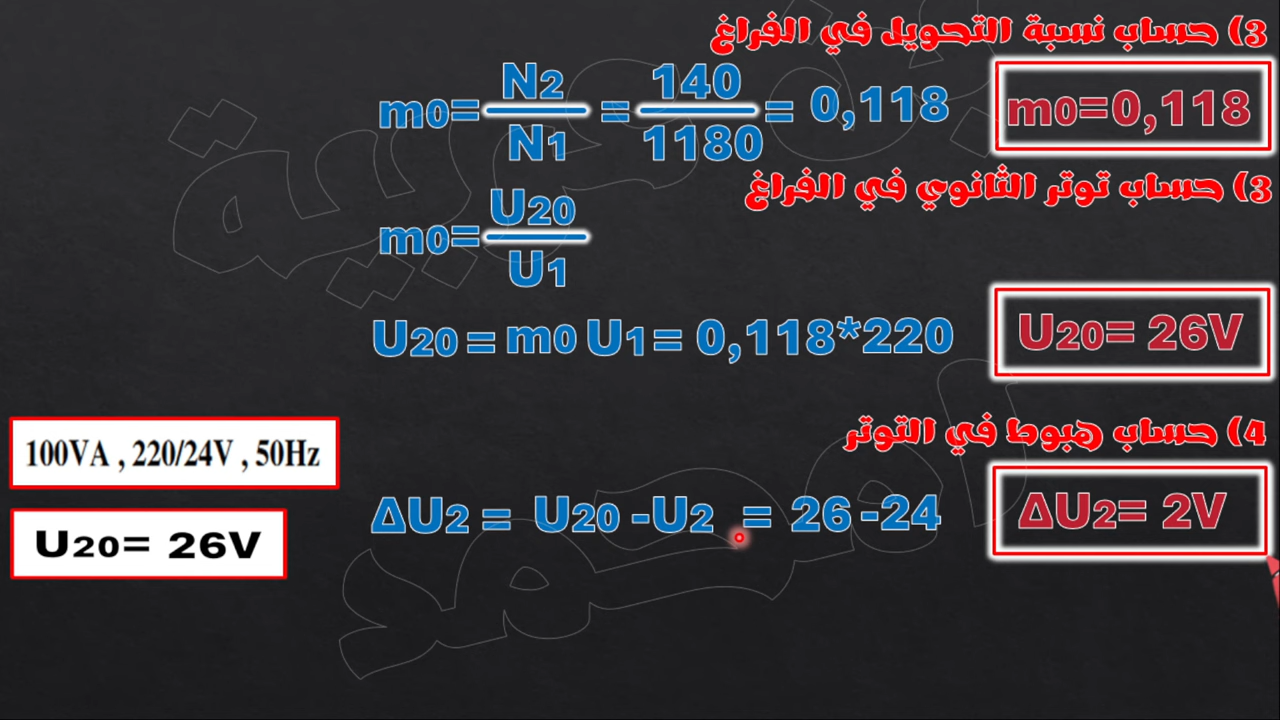 3) حساب نسبة التحويل في الفراغ
m0= N2/N1 = 140/1180 = 0,118
m0=0,118
3) حساب توتر الثانوي في الفراغ
m0= U20/U1
U20 = m0 U1= 0,118*220
U20= 26V
4) حساب هبوط في التوتر
100VA , 220/24V , 50Hz
ΔU2 = U20 -U2 = 26 -24
ΔU2= 2V
U20= 26V